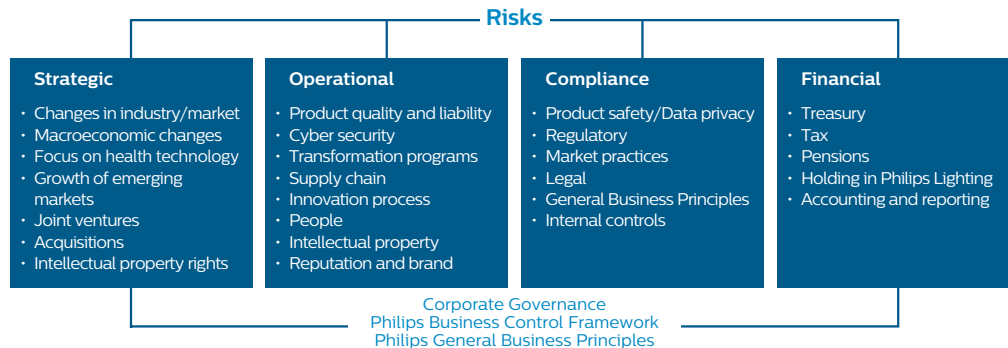 Risks
Strategic
• Changes in industry/market
• Macroeconomic changes
• Focus on health technology
• Growth of emerging
markets
• Joint ventures
• Acquisitions
• Intellectual property rights
Operational
• Product quality and liability
• Cyber security
• Transformation programs
• Supply chain
• Innovation process
• People
• Intellectual property
• Reputation and brand
Compliance
• Product safety/Data privacy
• Regulatory
• Market practices
• Legal
• General Business Principles
• Internal controls
Financial
• Treasury
• Tax
• Pensions
• Holding in Philips Lighting
• Accounting and reporting
Corporate Governance
Philips Business Control Framework
Philips General Business Principles